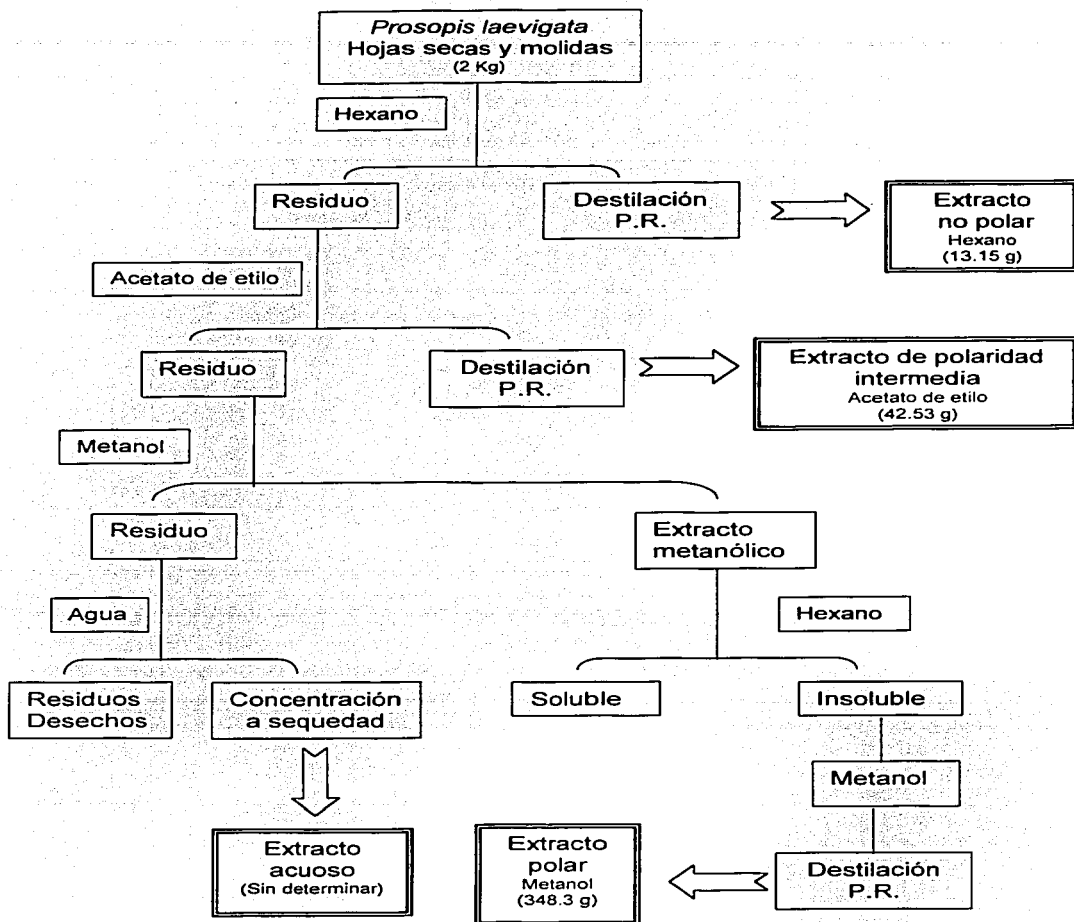 Prosopis laevigata
Hojas secas y molidas
(2 Kg)
Hexano
Residuo
Destilación
P.R.
Extracto
no polar
Hexano
(13.15 g)
Acetato de etilo
Residuo
Destilación
P.R.
Extracto de polaridad
intermedia
Acetato de etilo
(42.53 g)
Metanol
Residuo
Extracto
metanólico
Agua
Hexano
Residuos
Desechos
Concentración
a sequedad
Soluble
Insoluble
Metanol
Extracto
acuoso
(Sin determinar)
Extracto
polar
Metanol
(348.3 g)
Destilación
P.R.